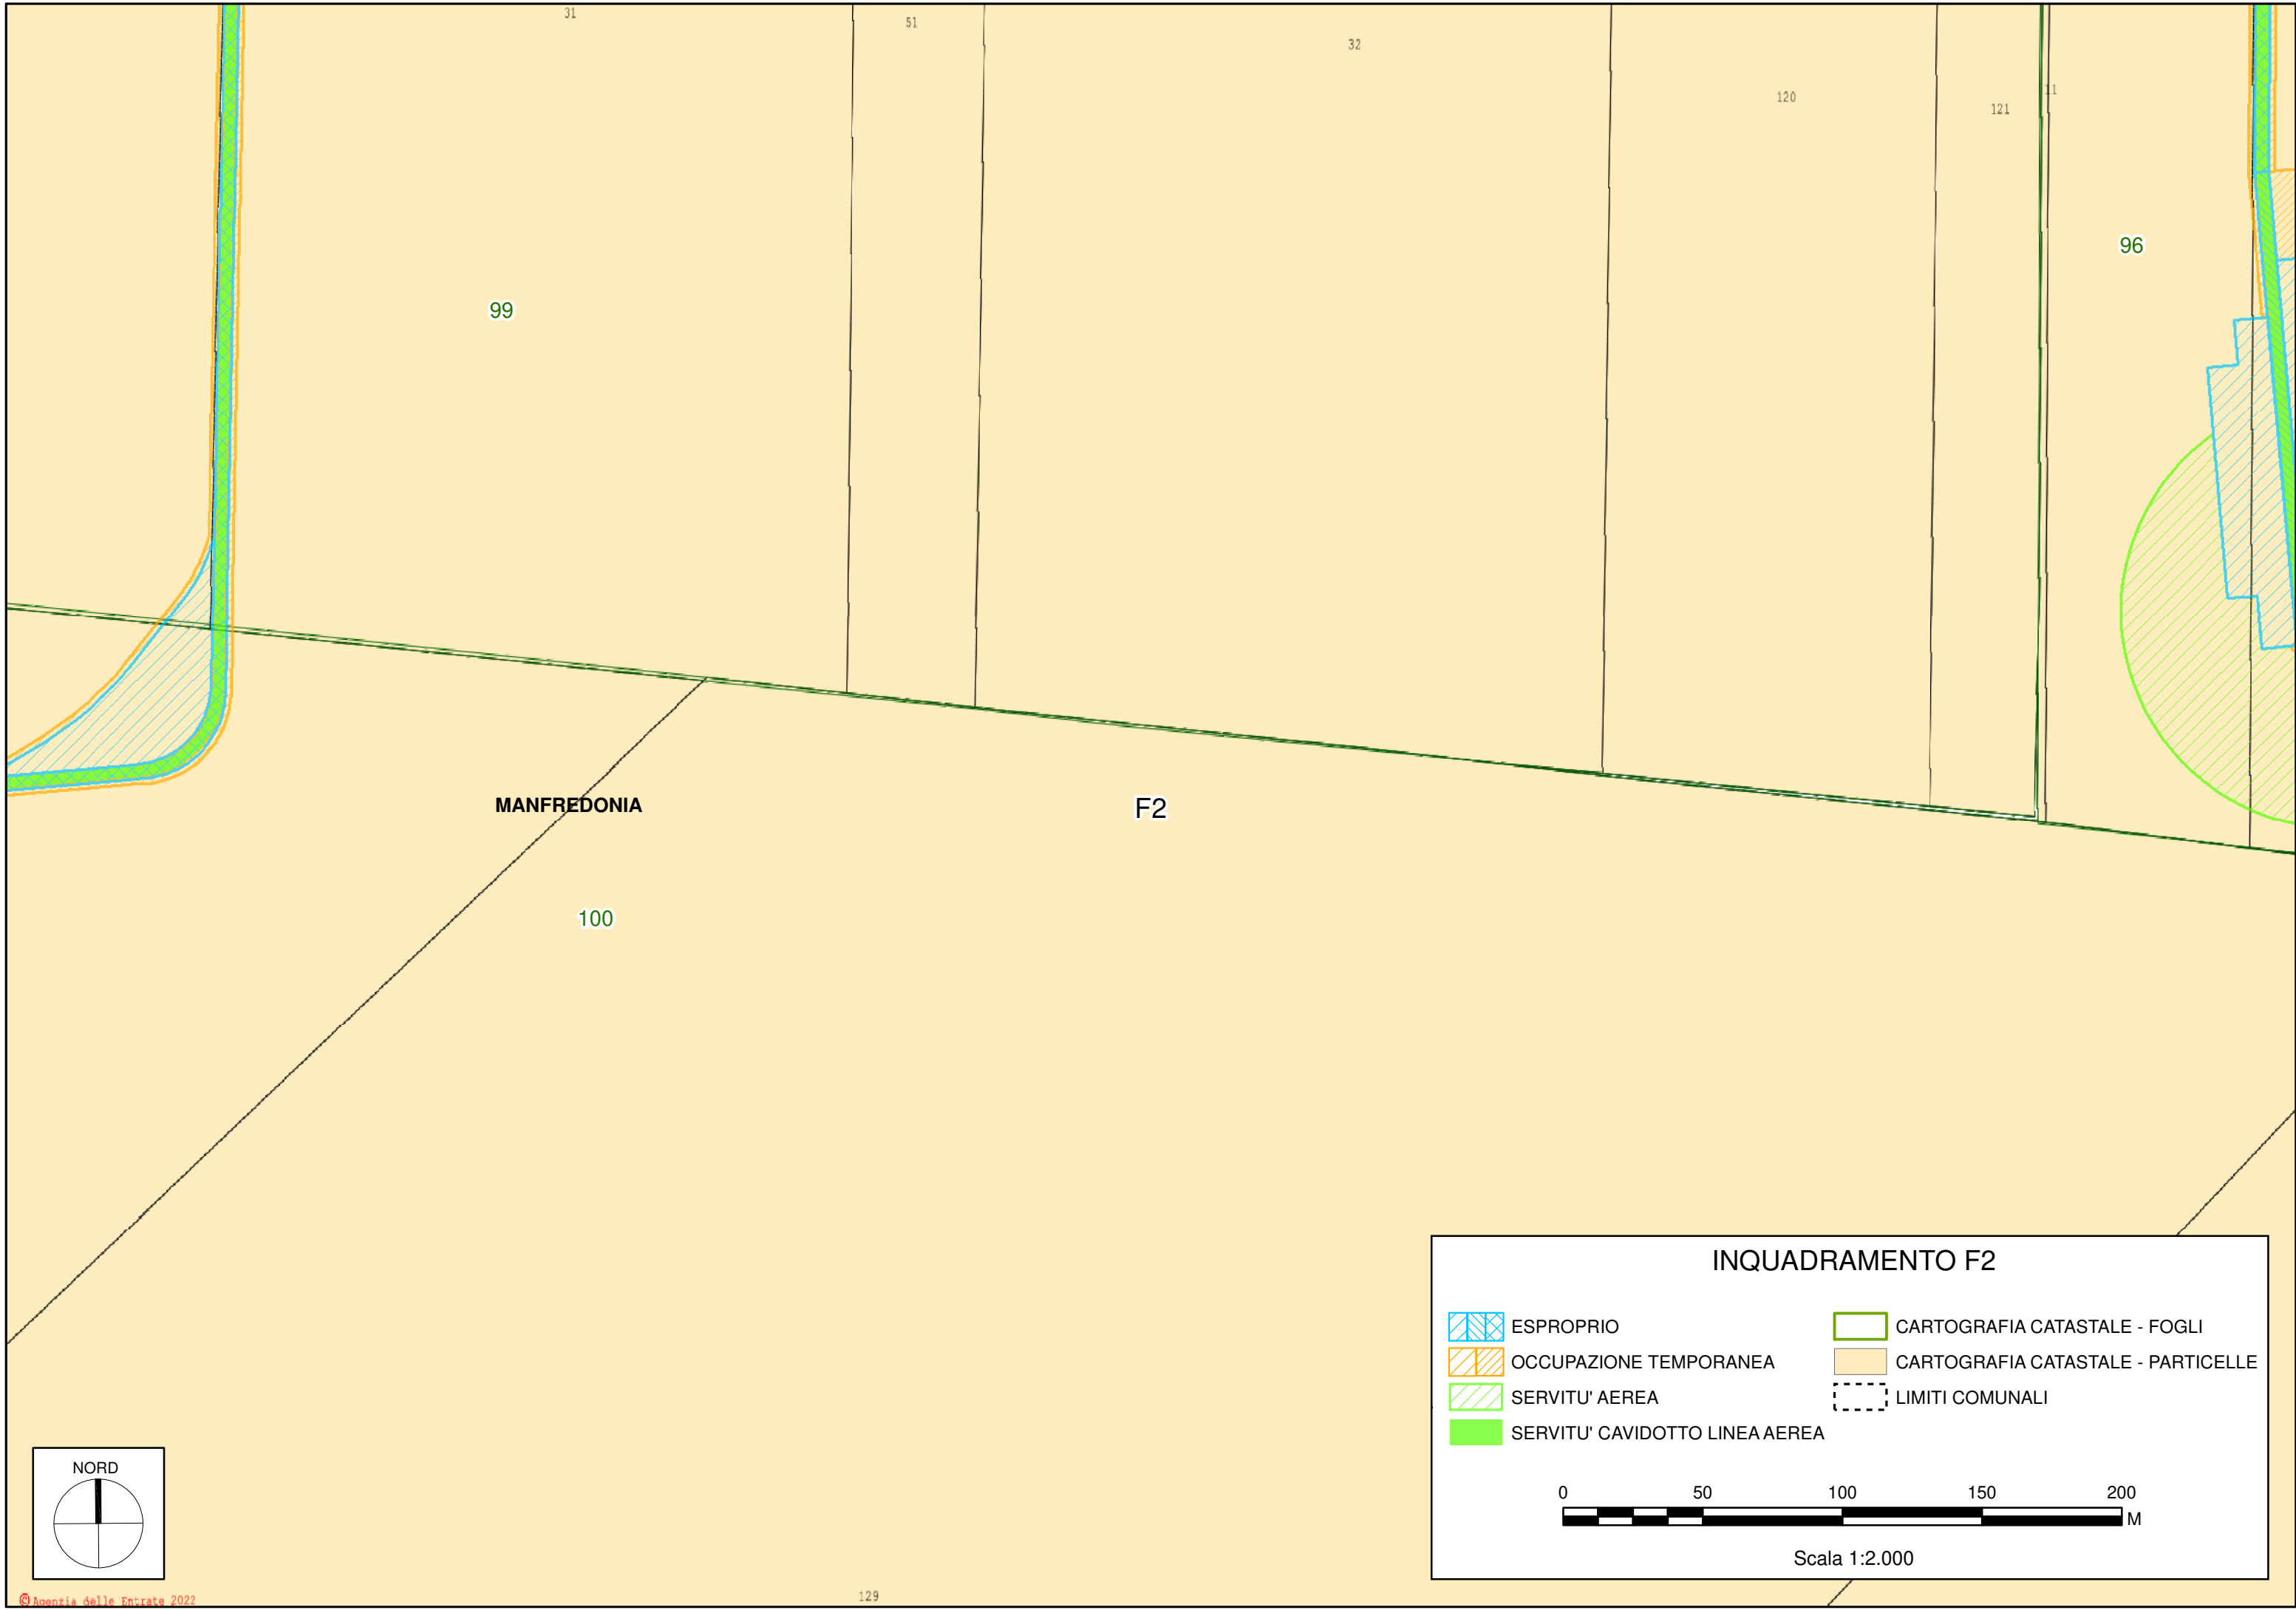 31
51
32
120
121
11
96
99
MANFREDONIA
F2
100
INQUADRAMENTO F2
ESPROPRIO
OCCUPAZIONE TEMPORANEA
SERVITU' AEREA
SERVITU' CAVIDOTTO LINEA AEREA
CARTOGRAFIA CATASTALE - FOGLI
CARTOGRAFIA CATASTALE - PARTICELLE
LIMITI COMUNALI
0 50 100 150 200
M
Scala 1:2.000
NORD
© Agenzia delle Entrate 2022
129